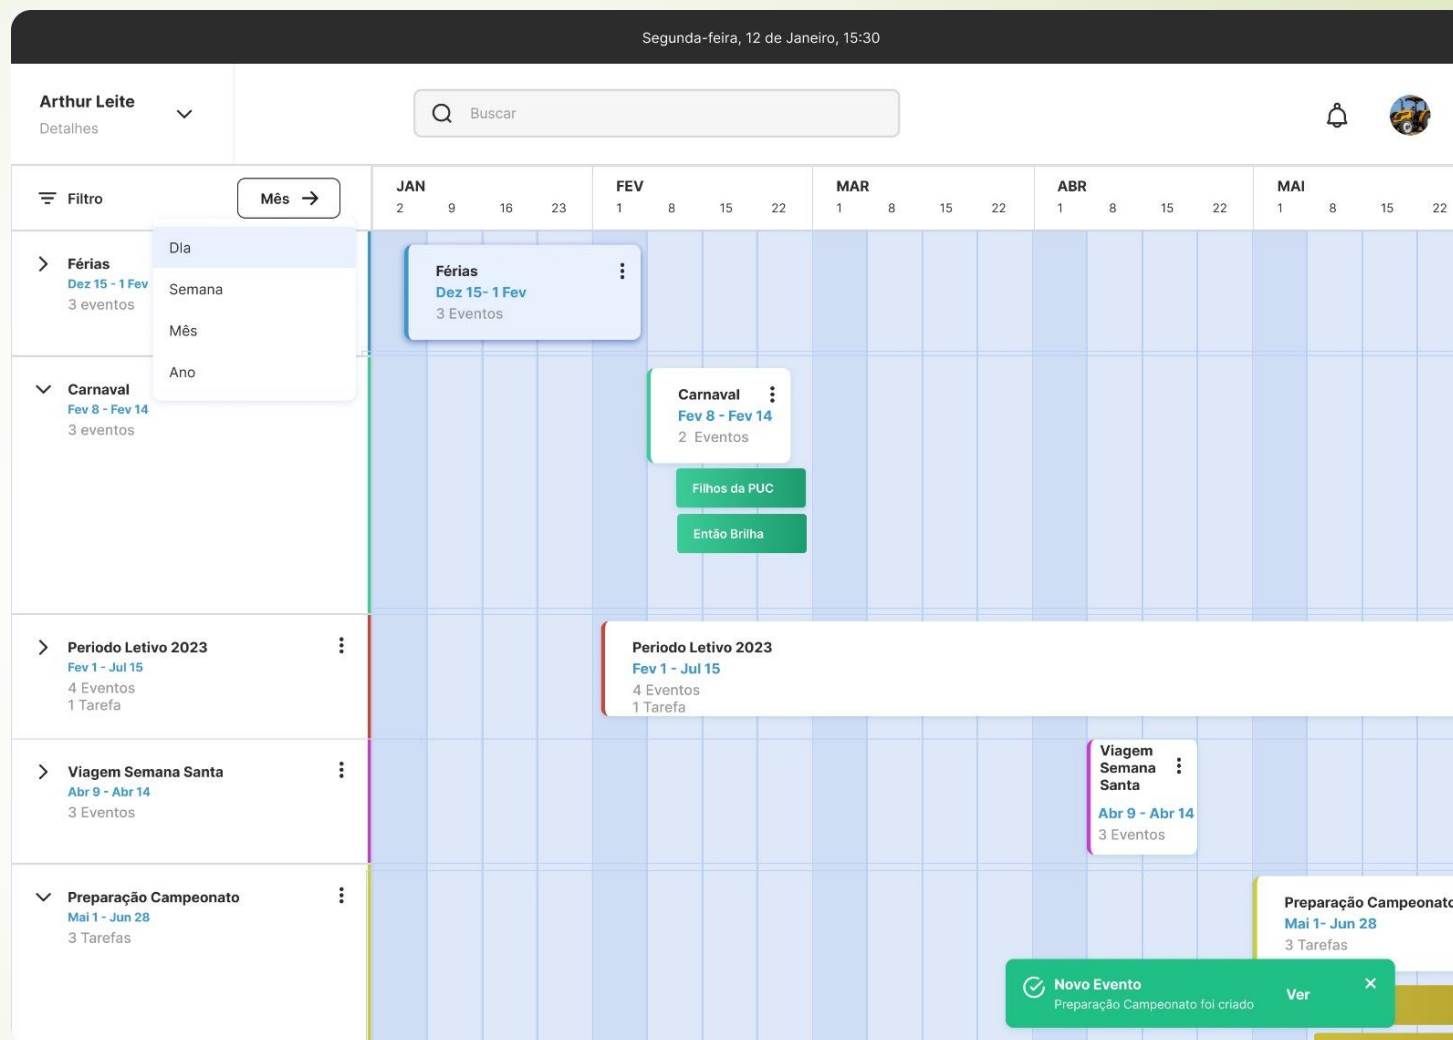 Segunda-feira, 12 de Janeiro, 15:30
Arthur Leite
Detalhes
Buscar
Filtro
Mês
JAN
2 9 16 23
FEV
1 8 15 22
MAR
1 8 15 22
ABR
1 8 15 22
MAI
1 8 15 22
Dla
Semana
Mês
Ano
Férias
Dez 15 - 1 Fev
3 eventos
Férias
Dez 15- 1 Fev
3 Eventos
Carnaval
Fev 8 - Fev 14
3 eventos
Carnaval
Fev 8 - Fev 14
2 Eventos
Filhos da PUC
Então Brilha
Periodo Letivo 2023
Fev 1 - Jul 15
4 Eventos
1 Tarefa
Periodo Letivo 2023
Fev 1 - Jul 15
4 Eventos
1 Tarefa
Viagem Semana Santa
Abr 9 - Abr 14
3 Eventos
Viagem
Semana
Santa
Abr 9 - Abr 14
3 Eventos
Preparação Campeonato
Mai 1 - Jun 28
3 Tarefas
Preparação Campeonato
Mai 1- Jun 28
3 Tarefas
Novo Evento
Preparação Campeonato foi criado
Ver